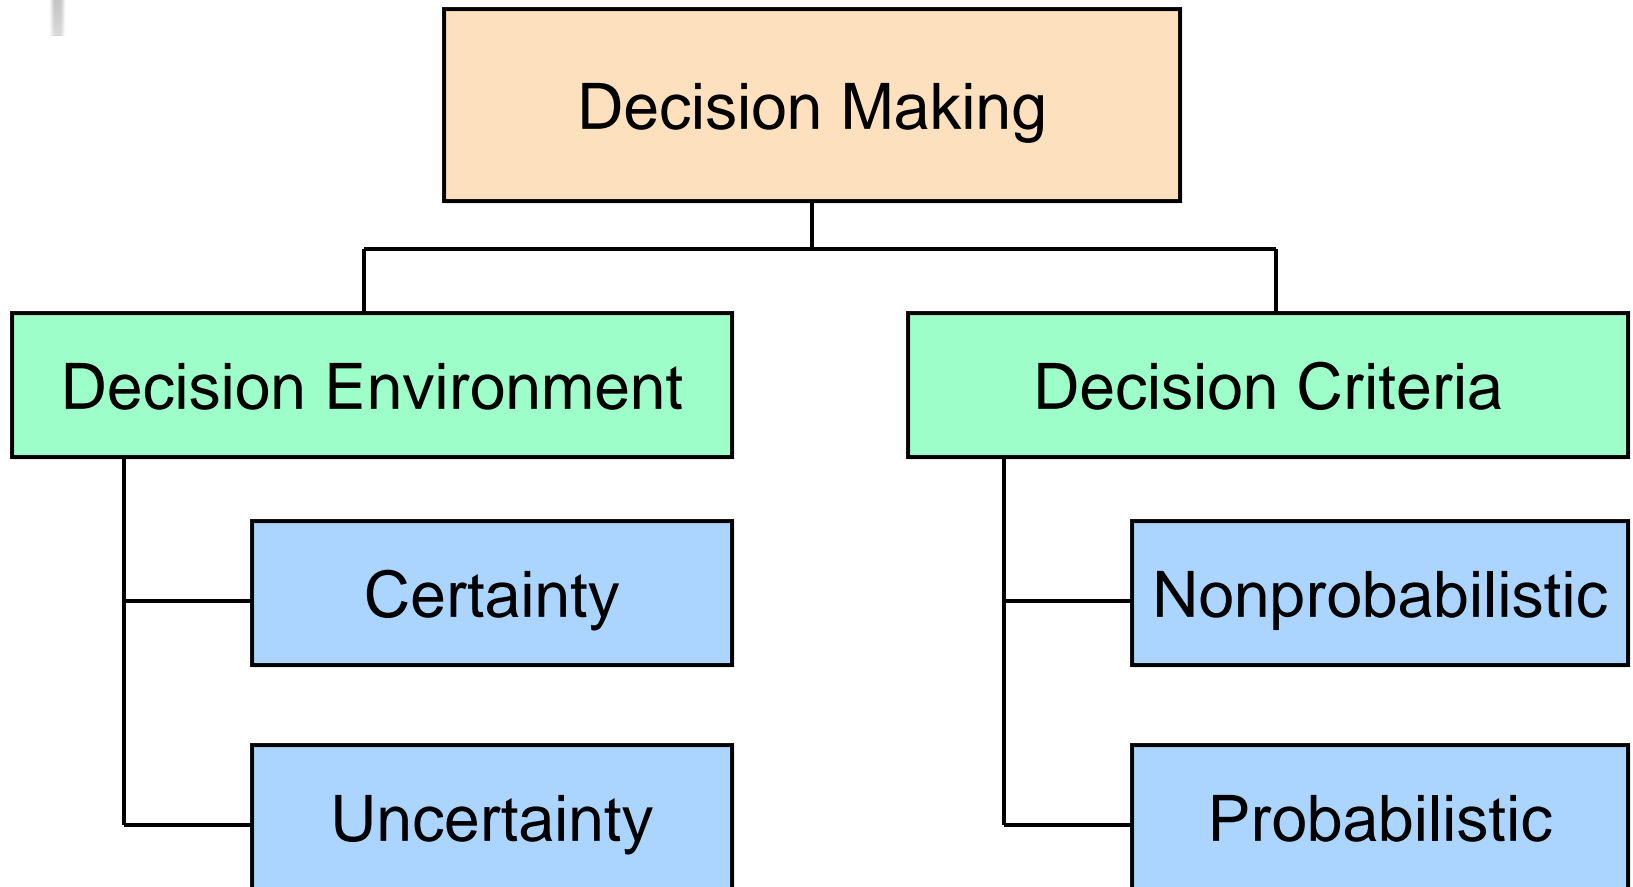 Decision Making
Decision Environment
Decision Criteria
Certainty
Nonprobabilistic
Uncertainty
Probabilistic